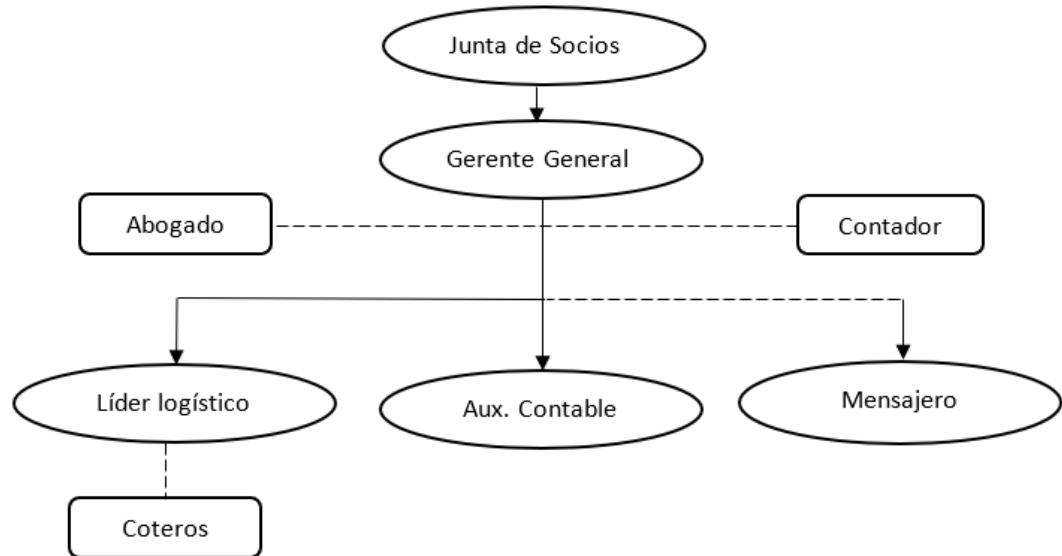 Junta de Socios
Gerente General
Abogado
Contador
Líder logístico
Aux. Contable
Mensajero
Coteros